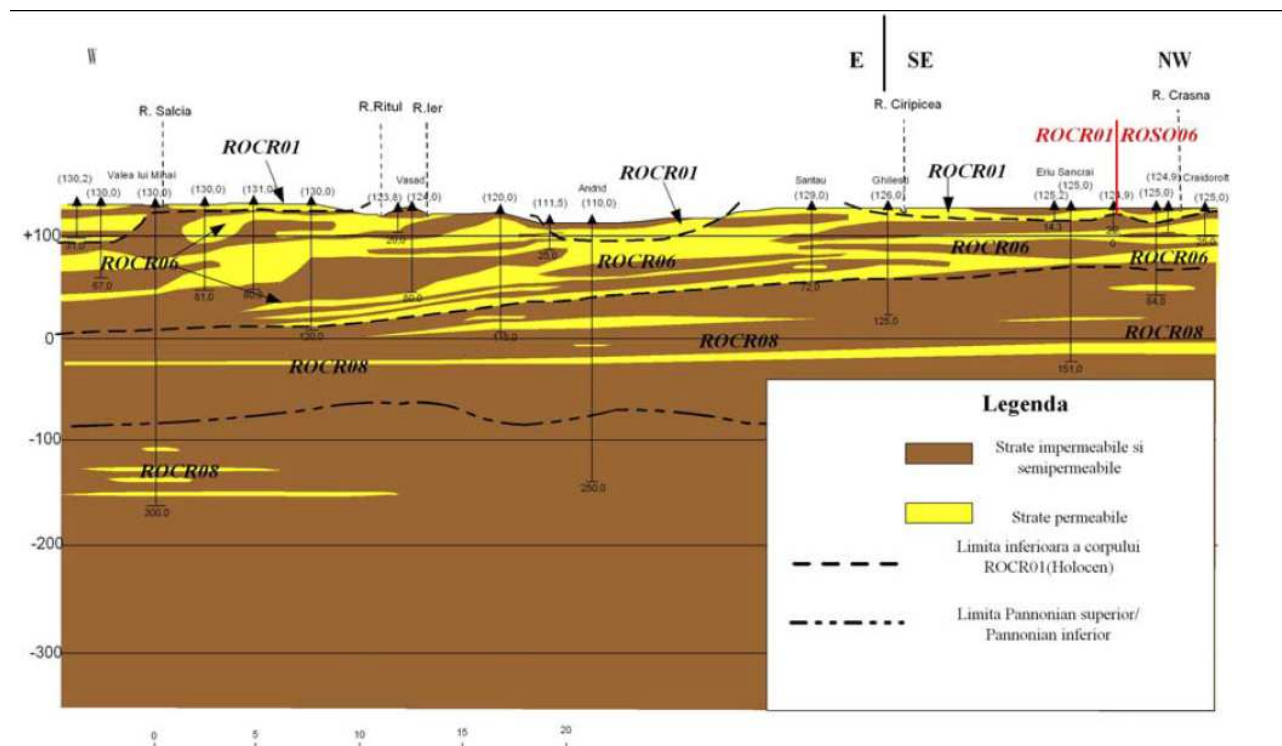 W
E
SE
NW
R. Salcia
R.Ritul
R.Ier
R. Ciripicea
R. Crasna
ROCR01
ROCR01
ROCR01
ROCR01
ROSO06
Valea lui Mihai
Vasad
Andrid
Santau
Ghilesti
Eriu Sancrai
Craidorolt
(130,2)
(130,0)
(130,0)
(130,0)
(131,0)
(130,0)
(123,8)
(124,0)
(120,0)
(111,5)
(110,0)
(129,0)
(126,0)
(125,2)
(125,0)
(125,0)
(124,9)
(125,0)
+100
0
-100
-200
-300
67,0
81,0
120,0
20,0
80,0
25,0
250,0
72,0
125,0
14,3
151,0
64,0
ROCR06
ROCR06
ROCR06
ROCR06
ROCR08
ROCR08
ROCR08
ROCR08
Legenda
Strate impermeabile si
semipermeabile
Strate permeabile
Limita inferioara a corpului
ROCR01(Holocen)
Limita Pannonian superior/
Pannonian inferior
0
5
10
15
20